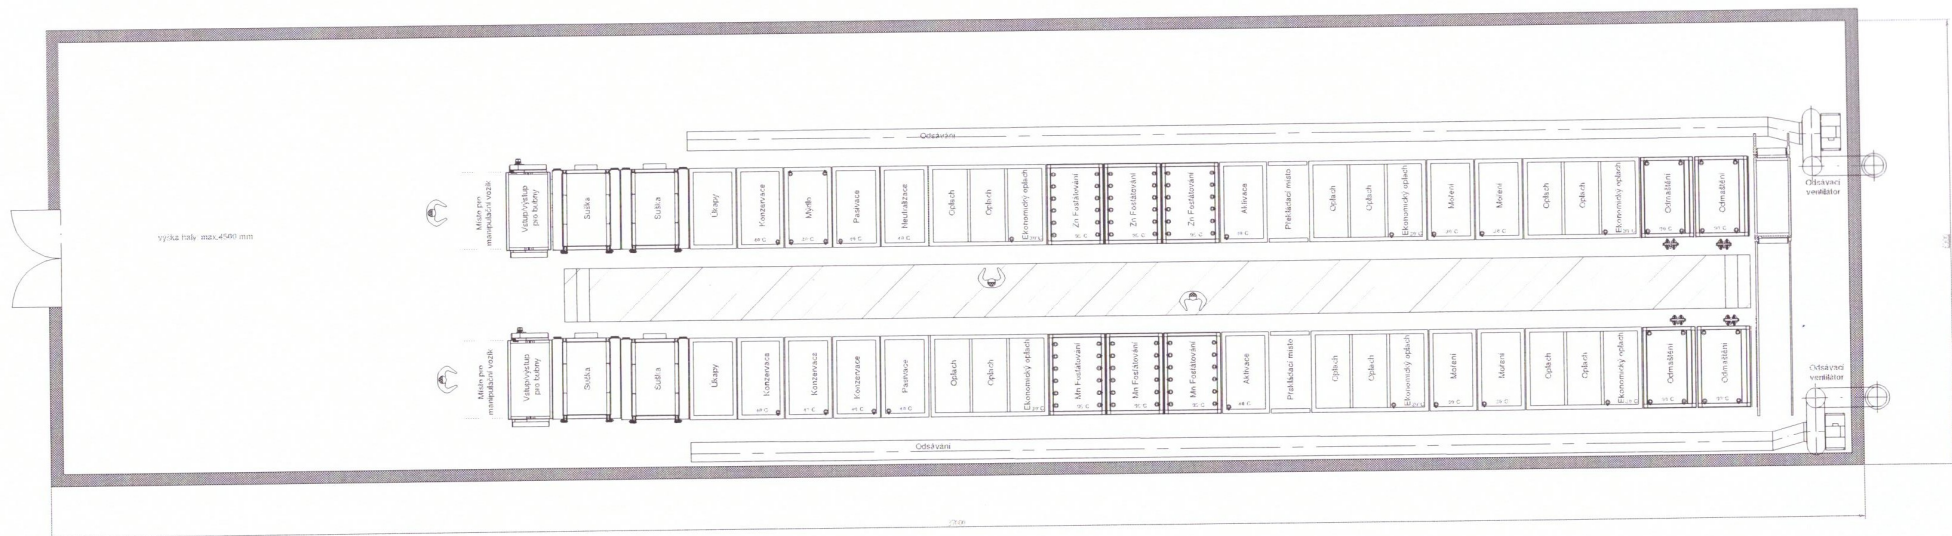 Odsávání
Místo pro
manipulační vozík
Vstup/výstup
pro bubny
Suška
Suška
Úkapy
Konzervace
Mýdlo
Pasivace
Neutralizace
Oplach
Oplach
Ekonomický oplach
Zn Fosfátování
Zn Fosfátování
Zn Fosfátování
Aktivace
Překládací místo
Oplach
Oplach
Ekonomický oplach
Moření
Moření
Oplach
Oplach
Ekonomický oplach
Odmaštění
Odmaštění
Odsávací
ventilátor
výška haly max.4500 mm
Místo pro
manipulační vozík
Vstup/výstup
pro bubny
Suška
Suška
Úkapy
Konzervace
Konzervace
Konzervace
Pasivace
Oplach
Oplach
Ekonomický oplach
Mn Fosfátování
Mn Fosfátování
Mn Fosfátování
Aktivace
Překládací místo
Oplach
Oplach
Ekonomický oplach
Moření
Moření
Oplach
Oplach
Ekonomický oplach
Odmaštění
Odmaštění
Odsávací
ventilátor
Odsávání